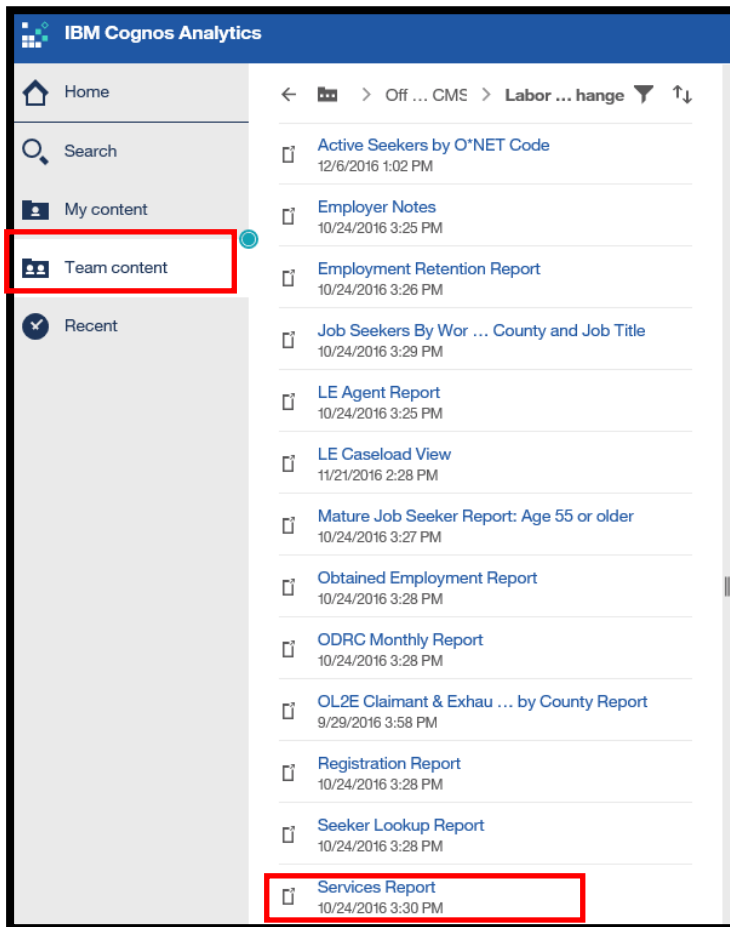 IBM Cognos Analytics
Home
Search
My content
Team content
Recent
Off ... CMS > Labor ... hange
Active Seekers by O*NET Code
12/6/2016 1:02 PM
Employer Notes
10/24/2016 3:25 PM
Employment Retention Report
10/24/2016 3:26 PM
Job Seekers By Wor ... County and Job Title
10/24/2016 3:29 PM
LE Agent Report
10/24/2016 3:25 PM
LE Caseload View
11/21/2016 2:28 PM
Mature Job Seeker Report: Age 55 or older
10/24/2016 3:27 PM
Obtained Employment Report
10/24/2016 3:28 PM
ODRC Monthly Report
10/24/2016 3:28 PM
OL2E Claimant & Exhau ... by County Report
9/29/2016 3:58 PM
Registration Report
10/24/2016 3:28 PM
Seeker Lookup Report
10/24/2016 3:28 PM
Services Report
10/24/2016 3:30 PM